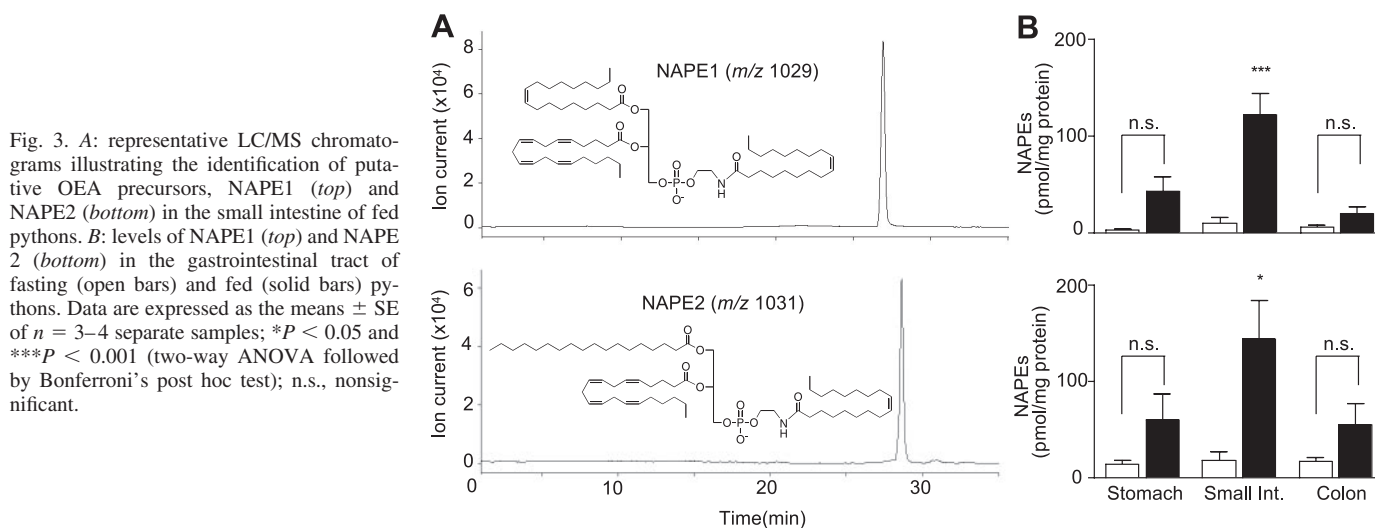 Fig. 3. A: representative LC/MS chromato-
grams illustrating the identification of puta-
tive OEA precursors, NAPE1 (top) and
NAPE2 (bottom) in the small intestine of fed
pythons. B: levels of NAPE1 (top) and NAPE
2 (bottom) in the gastrointestinal tract of
fasting (open bars) and fed (solid bars) py-
thons. Data are expressed as the means ± SE
of n = 3–4 separate samples; *P < 0.05 and
***P < 0.001 (two-way ANOVA followed
by Bonferroni's post hoc test); n.s., nonsig-
nificant.
A
Ion current (x10⁴)
8
6
4
2
0
NAPE1 (m/z 1029)
O
O
O
O
O
O
P
O
O⁻
N
H
O
Ion current (x10⁴)
6
4
2
0
NAPE2 (m/z 1031)
O
O
O
O
O
O
P
O
O⁻
N
H
O
0
10
20
30
Time(min)
B
NAPEs
(pmol/mg protein)
200
100
0
n.s.
***
n.s.
NAPEs
(pmol/mg protein)
200
100
0
n.s.
*
n.s.
Stomach
Small Int.
Colon